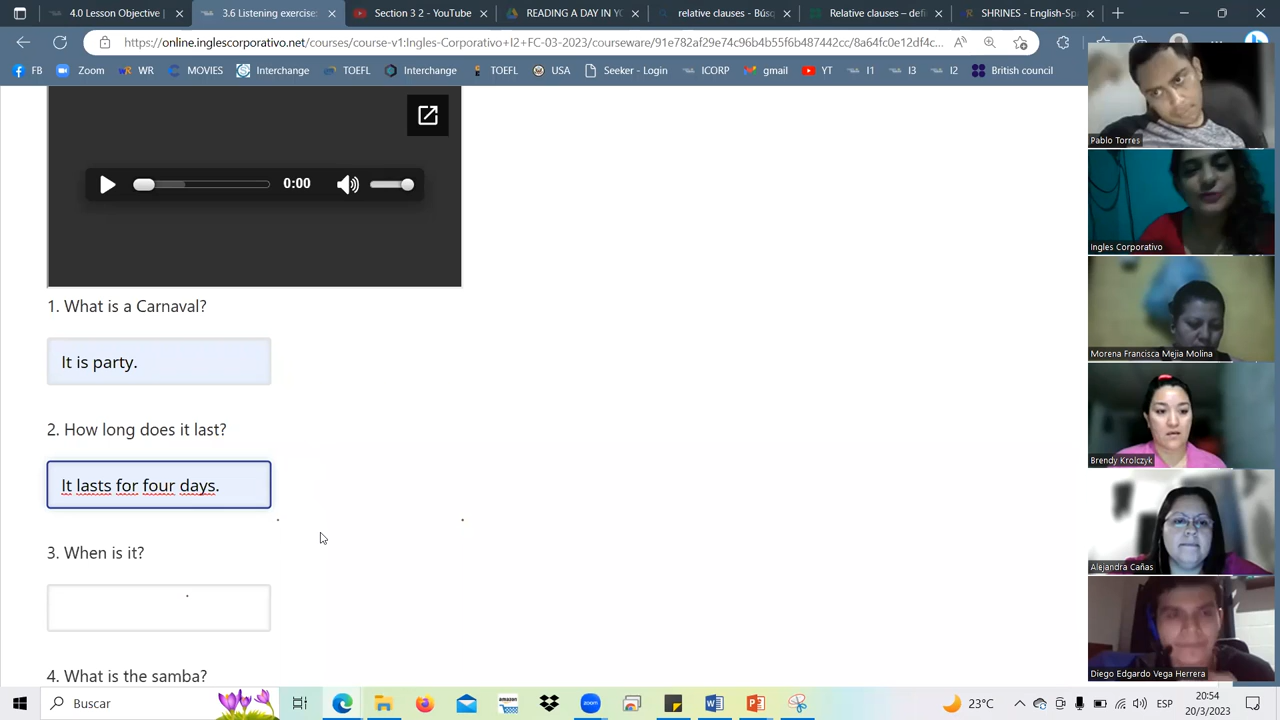 4.0 Lesson Objective
3.6 Listening exercise:
Section 3 2 - YouTube
READING A DAY IN YO
relative clauses - Búsq
Relative clauses – defi
SHRINES - English-Sp
https://online.inglescorporativo.net/courses/course-v1:Ingles-Corporativo+I2+FC-03-2023/courseware/91e782af29e74c96b4b55f6b487442cc/8a64fc0e12df4c...
FB
Zoom
WR
MOVIES
Interchange
TOEFL
Interchange
TOEFL
USA
Seeker - Login
ICORP
gmail
YT
I1
I3
I2
British council
0:00
1. What is a Carnaval?
It is party.
2. How long does it last?
It lasts for four days.
3. When is it?
4. What is the samba?
Pablo Torres
Ingles Corporativo
Morena Francisca Mejia Molina
Brendy Krolczyk
Alejandra Cañas
Diego Edgardo Vega Herrera
Buscar
23°C
ESP
20:54
20/3/2023